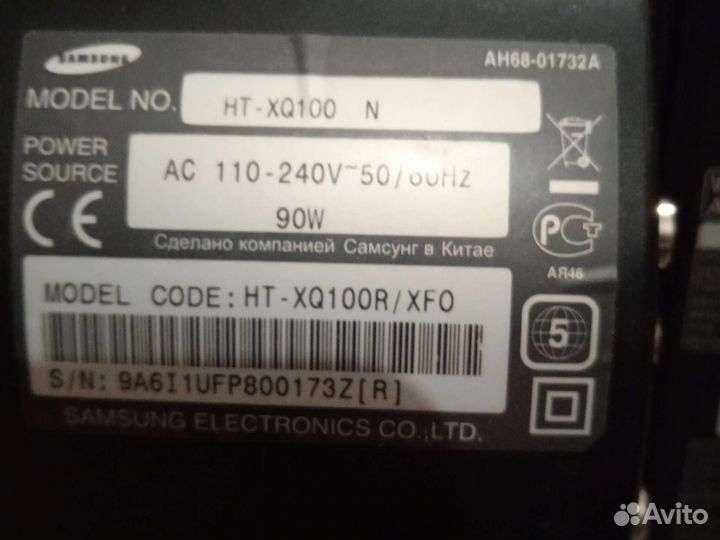 SAMSUNG
AH68-01732A
MODEL NO. HT-XQ100 N
POWER SOURCE AC 110-240V~50/60Hz
90W
CE
Сделано компанией Самсунг в Китае
РСТ
АЯ46
MODEL CODE: HT-XQ100R/XFO
5
S/N: 9A6I1UFP800173Z[R]
SAMSUNG ELECTRONICS CO.,LTD.
Avito